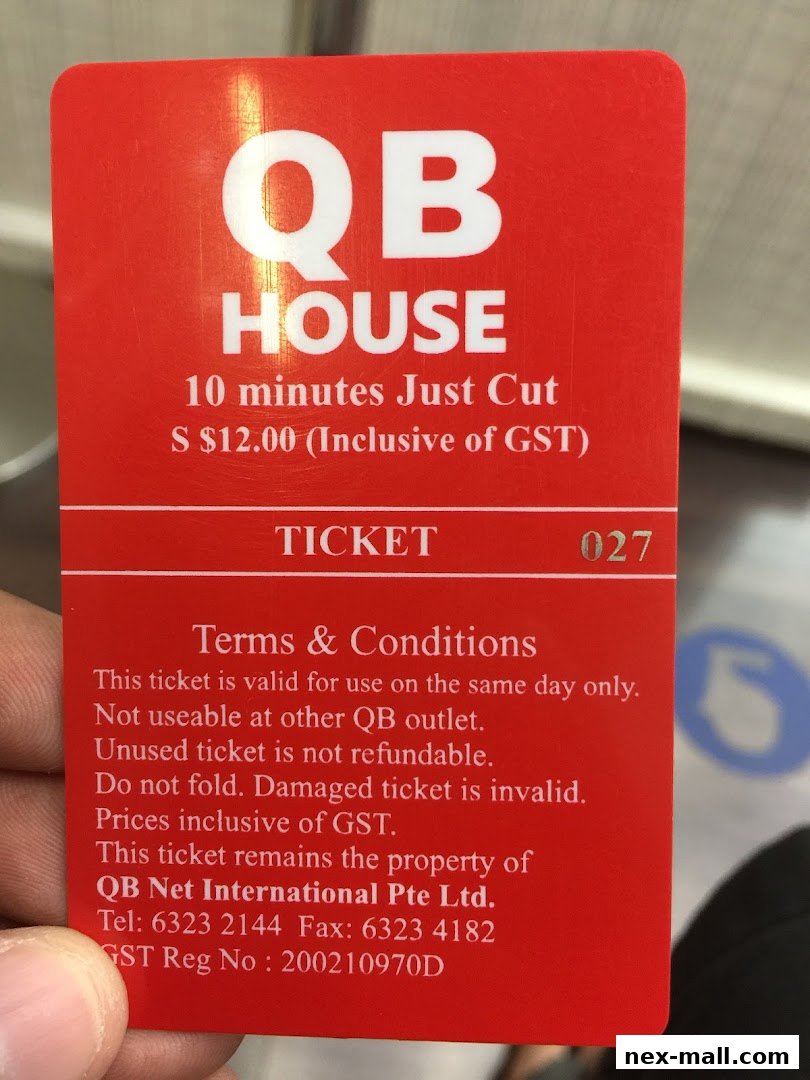 QB
HOUSE
10 minutes Just Cut
S $12.00 (Inclusive of GST)
TICKET 027
Terms & Conditions
This ticket is valid for use on the same day only.
Not useable at other QB outlet.
Unused ticket is not refundable.
Do not fold. Damaged ticket is invalid.
Prices inclusive of GST.
This ticket remains the property of
QB Net International Pte Ltd.
Tel: 6323 2144 Fax: 6323 4182
GST Reg No : 200210970D
nex-mall.com